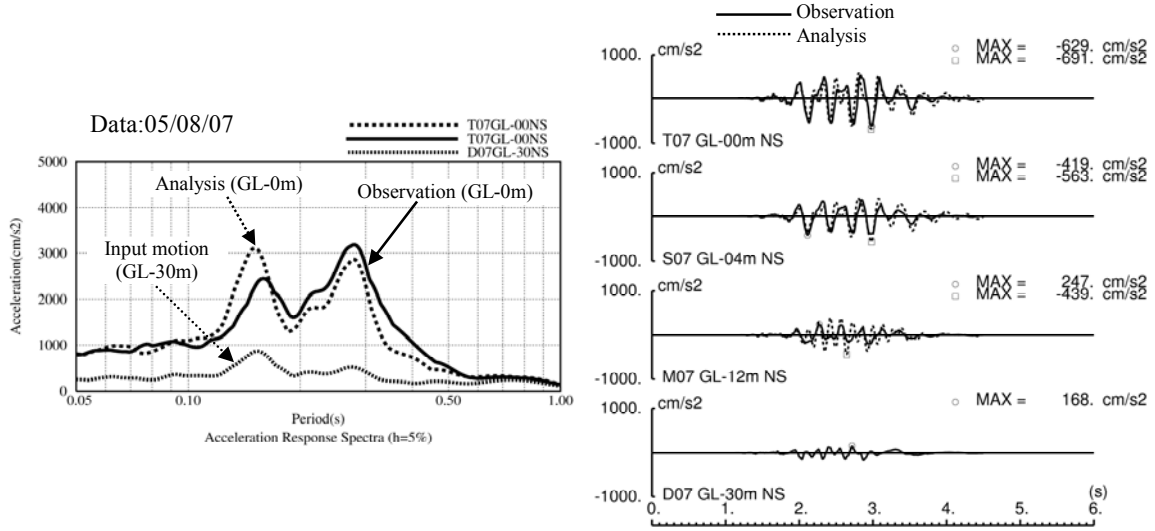 Data:05/08/07
T07GL-00NS
T07GL-00NS
D07GL-30NS
5000
4000
3000
2000
1000
0
Acceleration(cm/s2)
Analysis (GL-0m)
Observation (GL-0m)
Input motion
(GL-30m)
0.05
0.10
0.50
1.00
Period(s)
Acceleration Response Spectra (h=5%)
Observation
Analysis
1000.
cm/s2
MAX = -629. cm/s2
MAX = -691. cm/s2
-1000.
T07 GL-00m NS
1000.
cm/s2
MAX = -419. cm/s2
MAX = -563. cm/s2
-1000.
S07 GL-04m NS
1000.
cm/s2
MAX = 247. cm/s2
MAX = -439. cm/s2
-1000.
M07 GL-12m NS
1000.
cm/s2
MAX = 168. cm/s2
-1000.
D07 GL-30m NS
(s)
0. 1. 2. 3. 4. 5. 6.